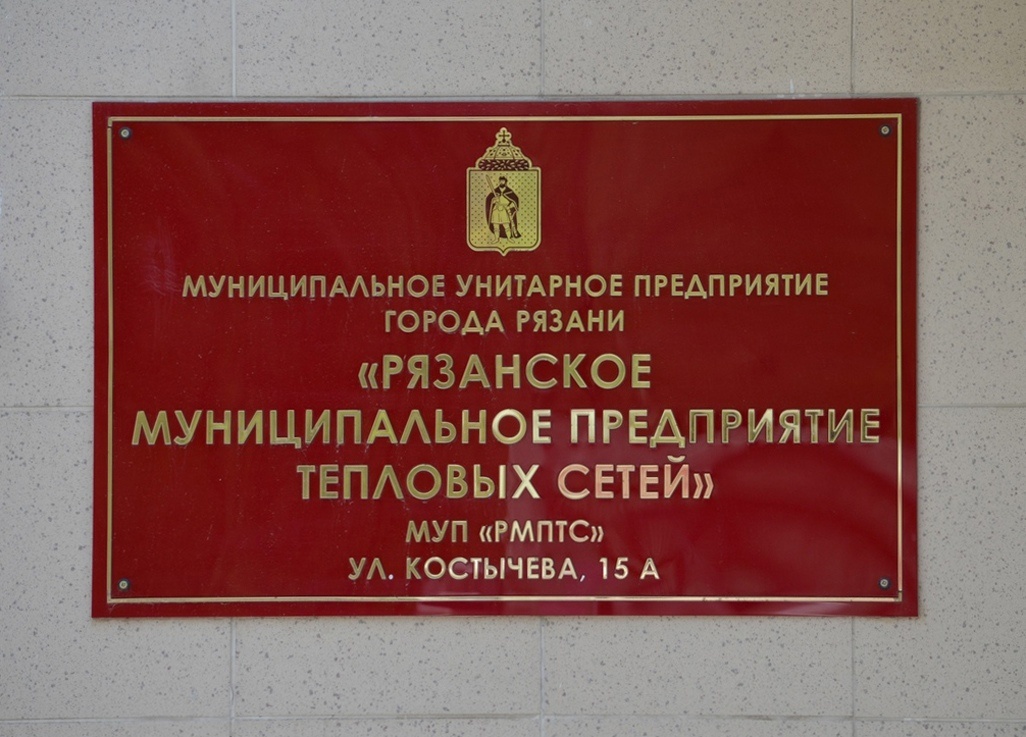 МУНИЦИПАЛЬНОЕ УНИТАРНОЕ ПРЕДПРИЯТИЕ
ГОРОДА РЯЗАНИ
«РЯЗАНСКОЕ
МУНИЦИПАЛЬНОЕ ПРЕДПРИЯТИЕ
ТЕПЛОВЫХ СЕТЕЙ»
МУП «РМПТС»
УЛ. КОСТЫЧЕВА, 15 А